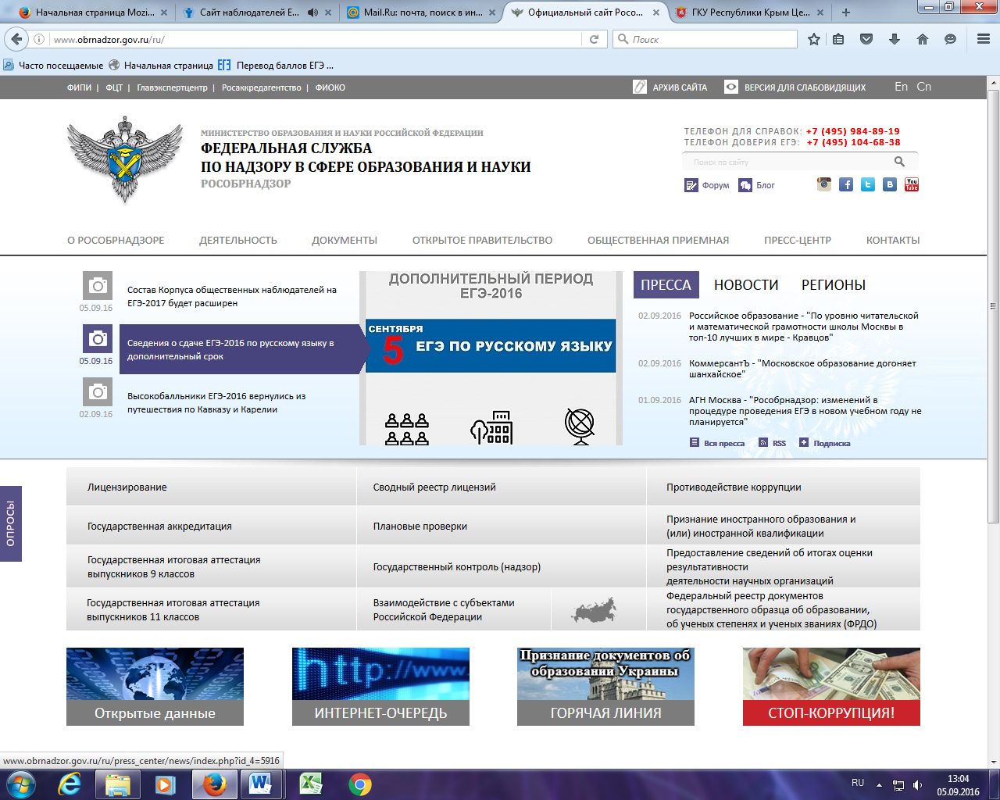 Начальная страница Mozi...
Сайт наблюдателей Е...
Mail.Ru: почта, поиск в ин...
Официальный сайт Росо...
ГКУ Республики Крым Це...
www.obrnadzor.gov.ru/ru/
Поиск
Часто посещаемые
Начальная страница
ЕГЭ
Перевод баллов ЕГЭ ...
ФИПИ | ФЦТ | Главэкспертцентр | Росаккредагентство | ФИОКО
АРХИВ САЙТА
ВЕРСИЯ ДЛЯ СЛАБОВИДЯЩИХ
En Cn
МИНИСТЕРСТВО ОБРАЗОВАНИЯ И НАУКИ РОССИЙСКОЙ ФЕДЕРАЦИИ
ФЕДЕРАЛЬНАЯ СЛУЖБА
ПО НАДЗОРУ В СФЕРЕ ОБРАЗОВАНИЯ И НАУКИ
РОСОБРНАДЗОР
ТЕЛЕФОН ДЛЯ СПРАВОК: +7 (495) 984-89-19
ТЕЛЕФОН ДОВЕРИЯ ЕГЭ: +7 (495) 104-68-38
Поиск по сайту
Форум
Блог
You Tube
О РОСОБРНАДЗОРЕ
ДЕЯТЕЛЬНОСТЬ
ДОКУМЕНТЫ
ОТКРЫТОЕ ПРАВИТЕЛЬСТВО
ОБЩЕСТВЕННАЯ ПРИЕМНАЯ
ПРЕСС-ЦЕНТР
КОНТАКТЫ
05.09.16
Состав Корпуса общественных наблюдателей на
ЕГЭ-2017 будет расширен
05.09.16
Сведения о сдаче ЕГЭ-2016 по русскому языку в
дополнительный срок
02.09.16
Высокобалльники ЕГЭ-2016 вернулись из
путешествия по Кавказу и Карелии
ДОПОЛНИТЕЛЬНЫЙ ПЕРИОД
ЕГЭ-2016
СЕНТЯБРЯ
5
ЕГЭ ПО РУССКОМУ ЯЗЫКУ
ПРЕССА
НОВОСТИ
РЕГИОНЫ
02.09.2016
Российское образование - "По уровню читательской
и математической грамотности школы Москвы в
топ-10 лучших в мире - Кравцов"
02.09.2016
КоммерсантЪ - "Московское образование догоняет
шанхайское"
01.09.2016
АГН Москва - "Рособрнадзор: изменений в
процедуре проведения ЕГЭ в новом учебном году не
планируется"
Вся пресса
RSS
Подписка
ОПРОСЫ
Лицензирование
Сводный реестр лицензий
Противодействие коррупции
Государственная аккредитация
Плановые проверки
Признание иностранного образования и
(или) иностранной квалификации
Государственная итоговая аттестация
выпускников 9 классов
Государственный контроль (надзор)
Предоставление сведений об итогах оценки
результативности
деятельности научных организаций
Государственная итоговая аттестация
выпускников 11 классов
Взаимодействие с субъектами
Российской Федерации
Федеральный реестр документов
государственного образца об образовании,
об ученых степенях и ученых званиях (ФРДО)
Открытые данные
http://www.
ИНТЕРНЕТ-ОЧЕРЕДЬ
Признание документов об
образовании Украины
ГОРЯЧАЯ ЛИНИЯ
СТОП-КОРРУПЦИЯ!
www.obrnadzor.gov.ru/ru/press_center/news/index.php?id_4=5916
RU
13:04
05.09.2016